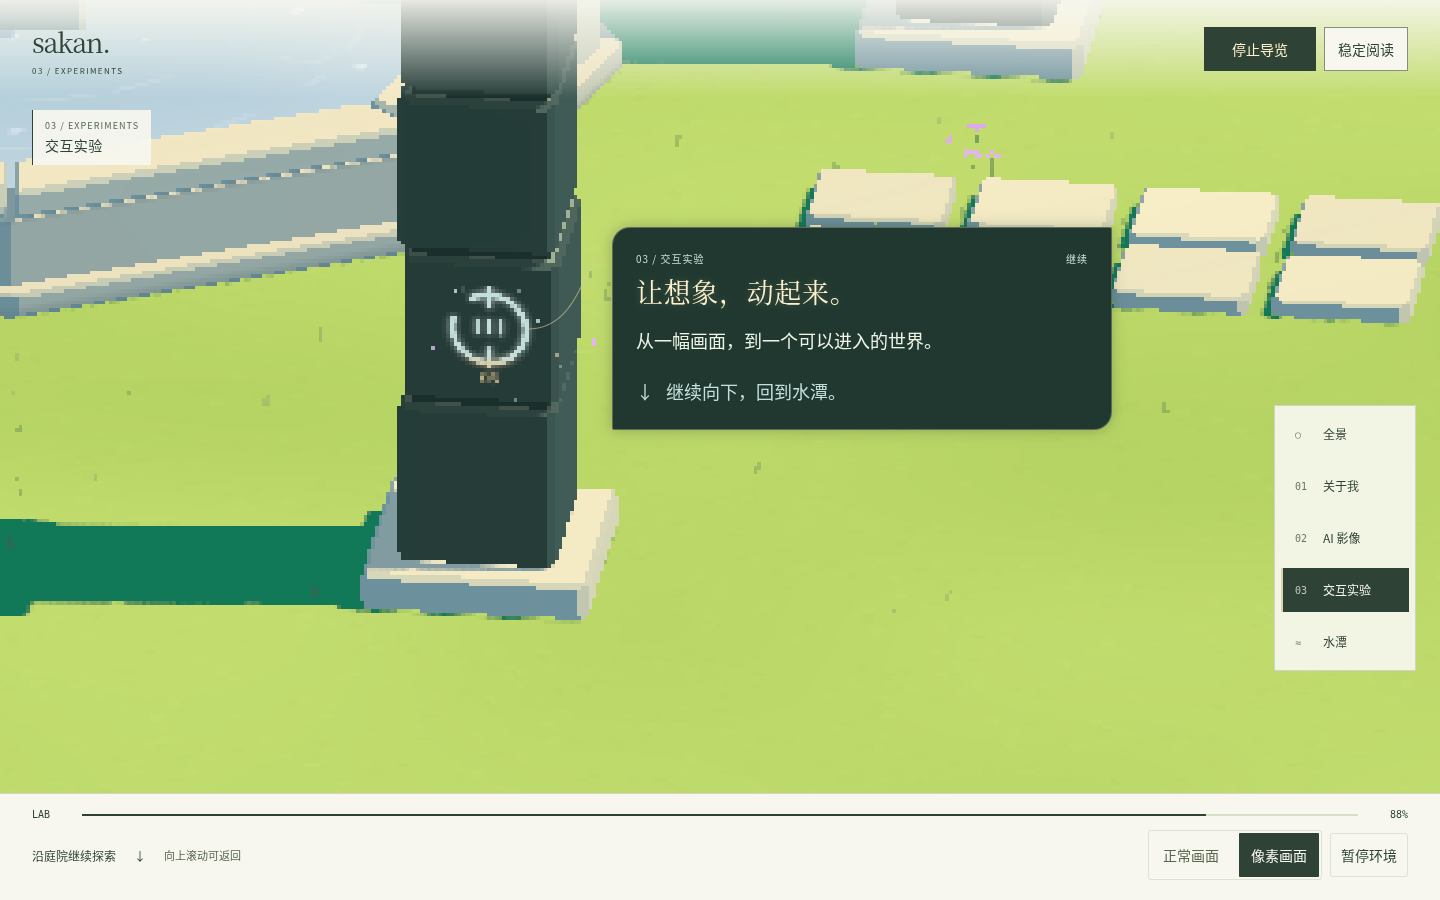 sakan.
03 / EXPERIMENTS
停止导览
稳定阅读
03 / EXPERIMENTS
交互实验
03 / 交互实验
继续
让想象，动起来。
从一幅画面，到一个可以进入的世界。
↓ 继续向下，回到水潭。
○ 全景
01 关于我
02 AI 影像
03 交互实验
≈ 水潭
LAB
88%
沿庭院继续探索 ↓ 向上滚动可返回
正常画面
像素画面
暂停环境